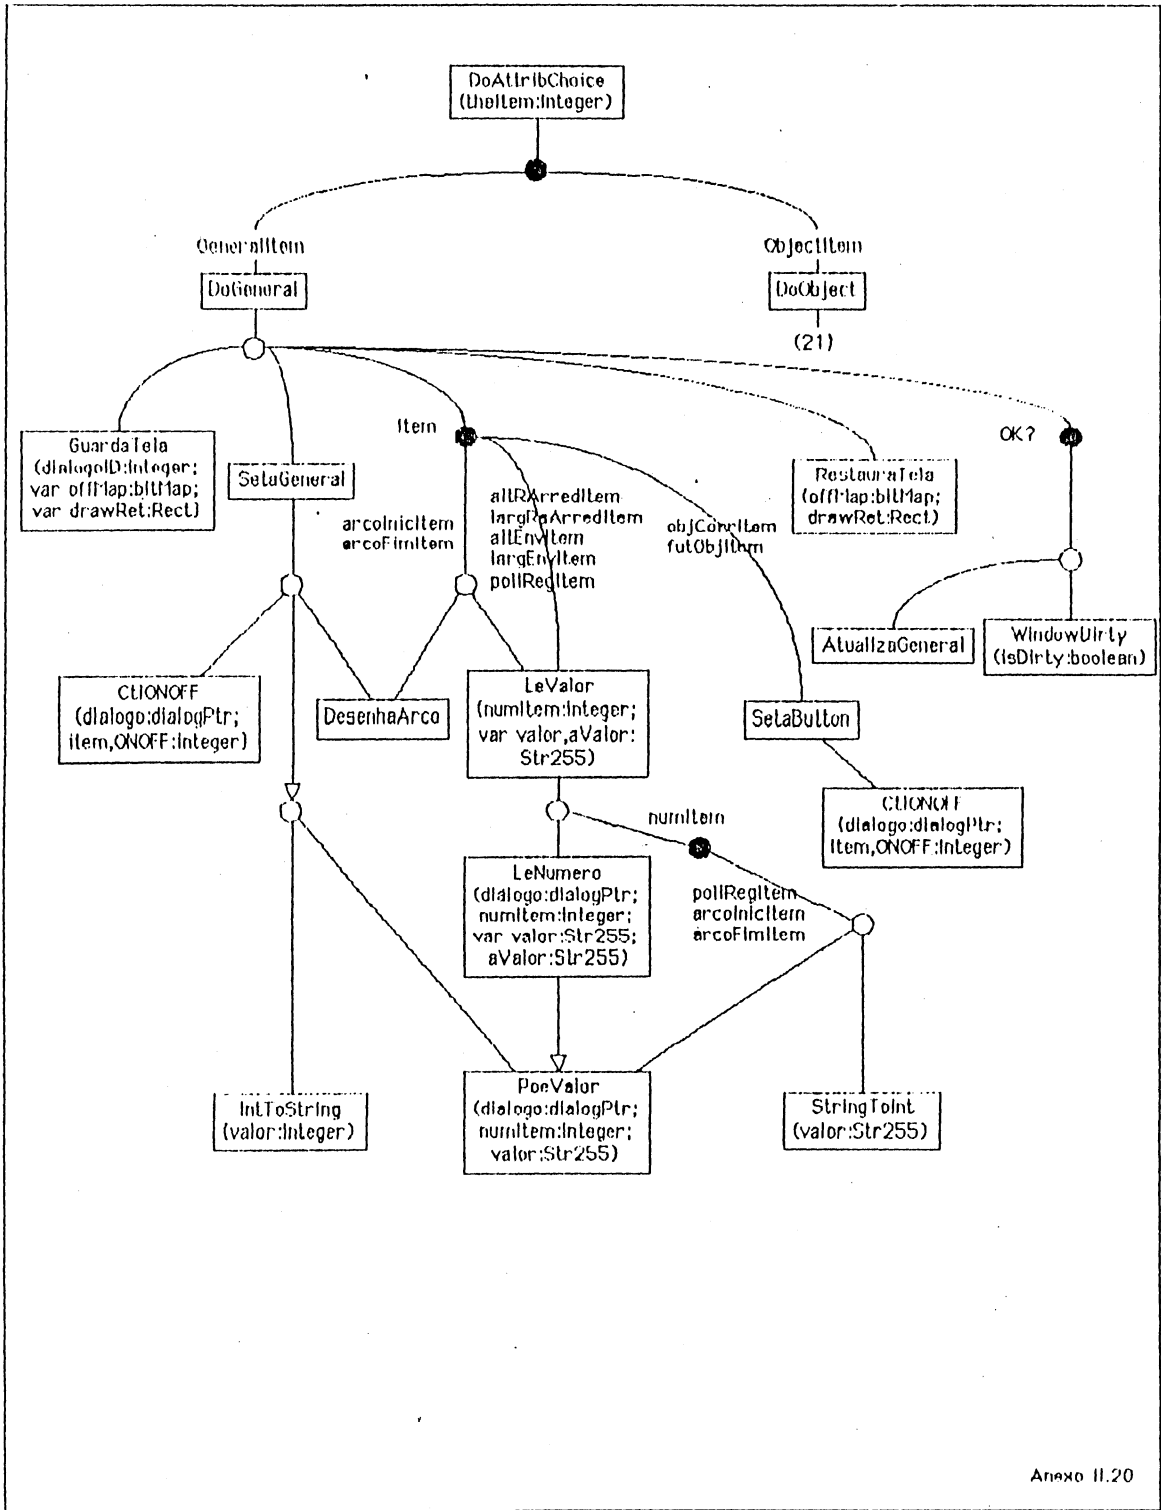 DoAttribChoice
(theItem:Integer)
GeneralItem
ObjectItem
DoGeneral
DoObject
(21)
Item
OK?
GuardaTela
(dialogoID:Integer;
var offMap:bitMap;
var drawRet:Rect)
SetaGeneral
RestauraTela
(offMap:bitMap;
drawRet:Rect)
arcoInicItem
arcoFimItem
altRArredItem
largRaArredItem
altEnvItem
largEnvItem
poliRegItem
objCorrItem
futObjItem
AtualizaGeneral
WindowDirty
(isDirty:boolean)
CtlONOFF
(dialogo:dialogPtr;
item,ONOFF:Integer)
DesenhaArco
LeValor
(numItem:Integer;
var valor,aValor:
Str255)
SetaButton
CtlONOFF
(dialogo:dialogPtr;
item,ONOFF:Integer)
numItem
LeNumero
(dialogo:dialogPtr;
numItem:Integer;
var valor:Str255;
aValor:Str255)
poliRegItem
arcoInicItem
arcoFimItem
IntToString
(valor:Integer)
PoeValor
(dialogo:dialogPtr;
numItem:Integer;
valor:Str255)
StringToInt
(valor:Str255)
Anexo II.20